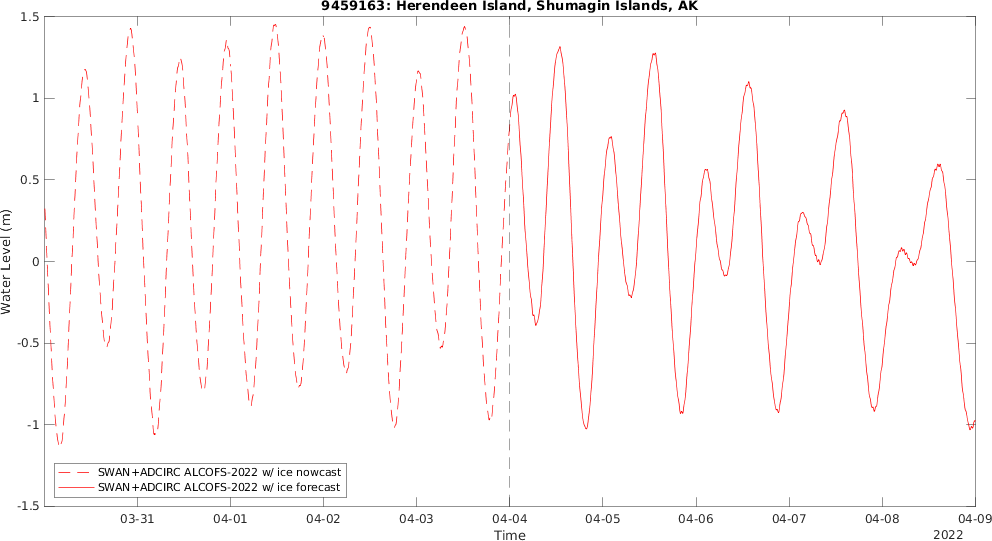 9459163: Herendeen Island, Shumagin Islands, AK
1.5
1
0.5
0
-0.5
-1
-1.5
Water Level (m)
SWAN+ADCIRC ALCOFS-2022 w/ ice nowcast
SWAN+ADCIRC ALCOFS-2022 w/ ice forecast
03-31 04-01 04-02 04-03 04-04 04-05 04-06 04-07 04-08 04-09
Time
2022